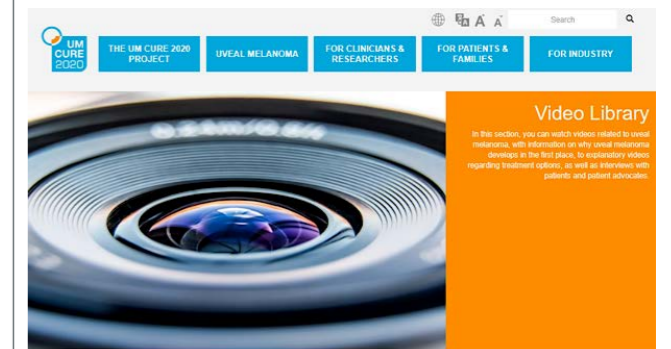 Search
UM
CURE
2020
THE UM CURE 2020
PROJECT
UVEAL MELANOMA
FOR CLINICIANS &
RESEARCHERS
FOR PATIENTS &
FAMILIES
FOR INDUSTRY
Video Library
In this section, you can watch videos related to uveal
melanoma, with information on why uveal melanoma
develops in the first place, to explanatory videos
regarding treatment options, as well as interviews with
patients and patient advocates.